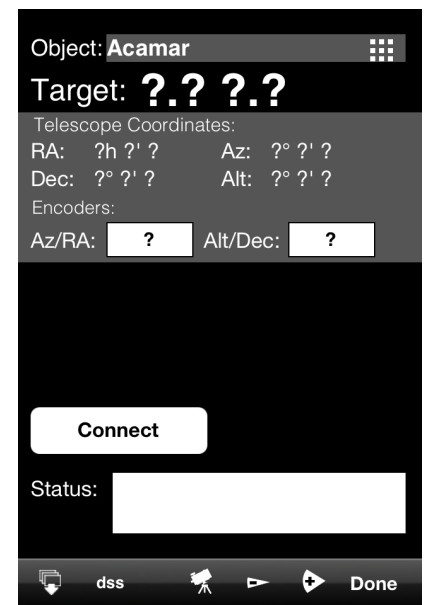 Object: Acamar
Target: ?.? ?.?
Telescope Coordinates:
RA: ?h ?' ? Az: ?° ?' ?
Dec: ?° ?' ? Alt: ?° ?' ?
Encoders:
Az/RA: ? Alt/Dec: ?
Connect
Status:
dss Done